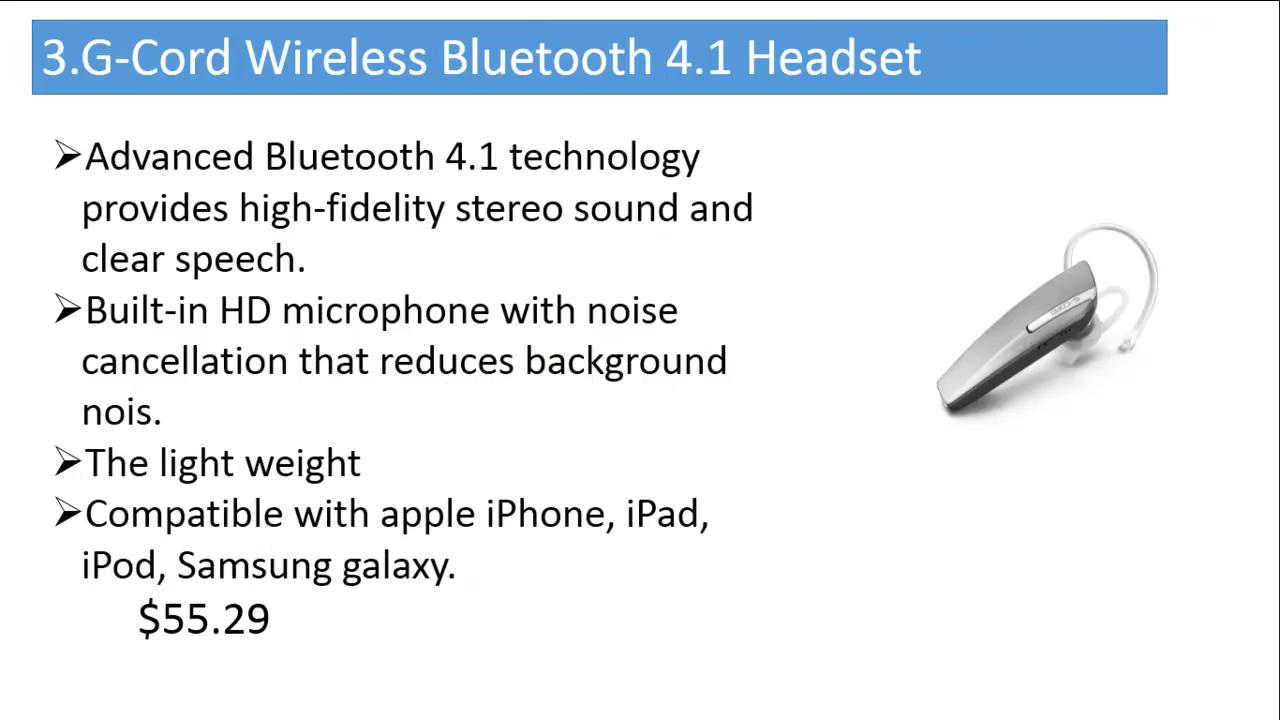 3.G-Cord Wireless Bluetooth 4.1 Headset
➢Advanced Bluetooth 4.1 technology
provides high-fidelity stereo sound and
clear speech.
➢Built-in HD microphone with noise
cancellation that reduces background
nois.
➢The light weight
➢Compatible with apple iPhone, iPad,
iPod, Samsung galaxy.
$55.29